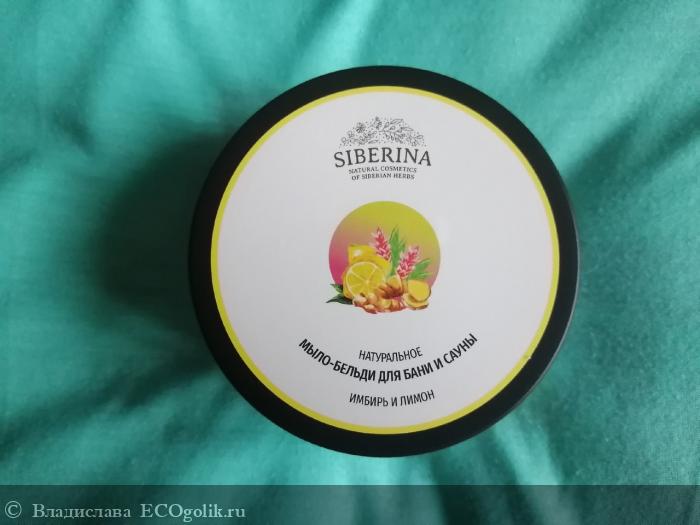 SIBERINA
NATURAL COSMETICS
OF SIBERIAN HERBS
НАТУРАЛЬНОЕ
МЫЛО-БЕЛЬДИ ДЛЯ БАНИ И САУНЫ
ИМБИРЬ И ЛИМОН
© Владислава ECOgolik.ru